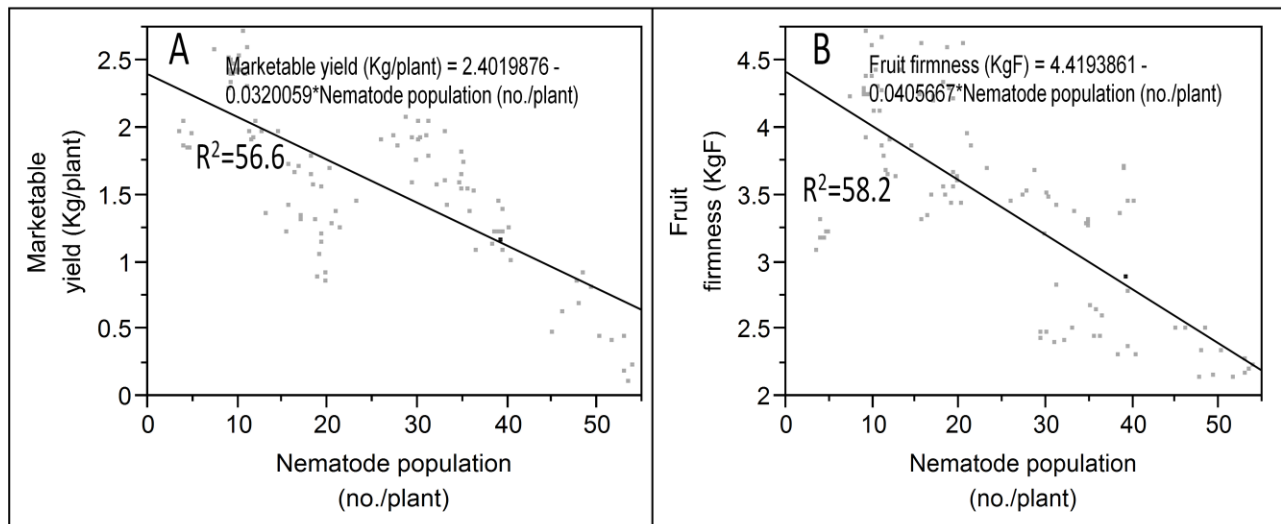 A
Marketable yield (Kg/plant) = 2.4019876 -
0.0320059*Nematode population (no./plant)
R²=56.6
Marketable
yield (Kg/plant)
2.5
2
1.5
1
0.5
0
0 10 20 30 40 50
Nematode population
(no./plant)
B
Fruit firmness (KgF) = 4.4193861 -
0.0405667*Nematode population (no./plant)
R²=58.2
Fruit
firmness (KgF)
4.5
4
3.5
3
2.5
2
0 10 20 30 40 50
Nematode population
(no./plant)